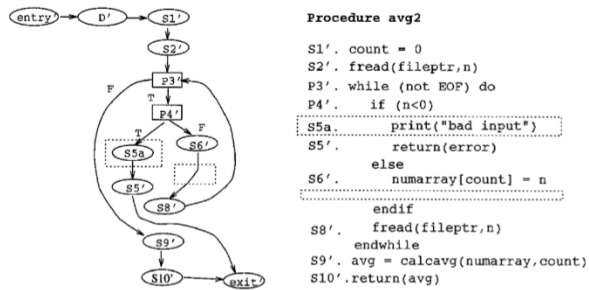 entry'
D'
S1'
S2'
F
P3'
T
P4'
T
F
S5a
S6'
S5'
S8'
S9'
S10'
exit'
Procedure avg2
S1'. count = 0
S2'. fread(fileptr,n)
P3'. while (not EOF) do
P4'. if (n<0)
S5a. print("bad input")
S5'. return(error)
else
S6'. numarray[count] = n
endif
S8'. fread(fileptr,n)
endwhile
S9'. avg = calcavg(numarray,count)
S10'.return(avg)